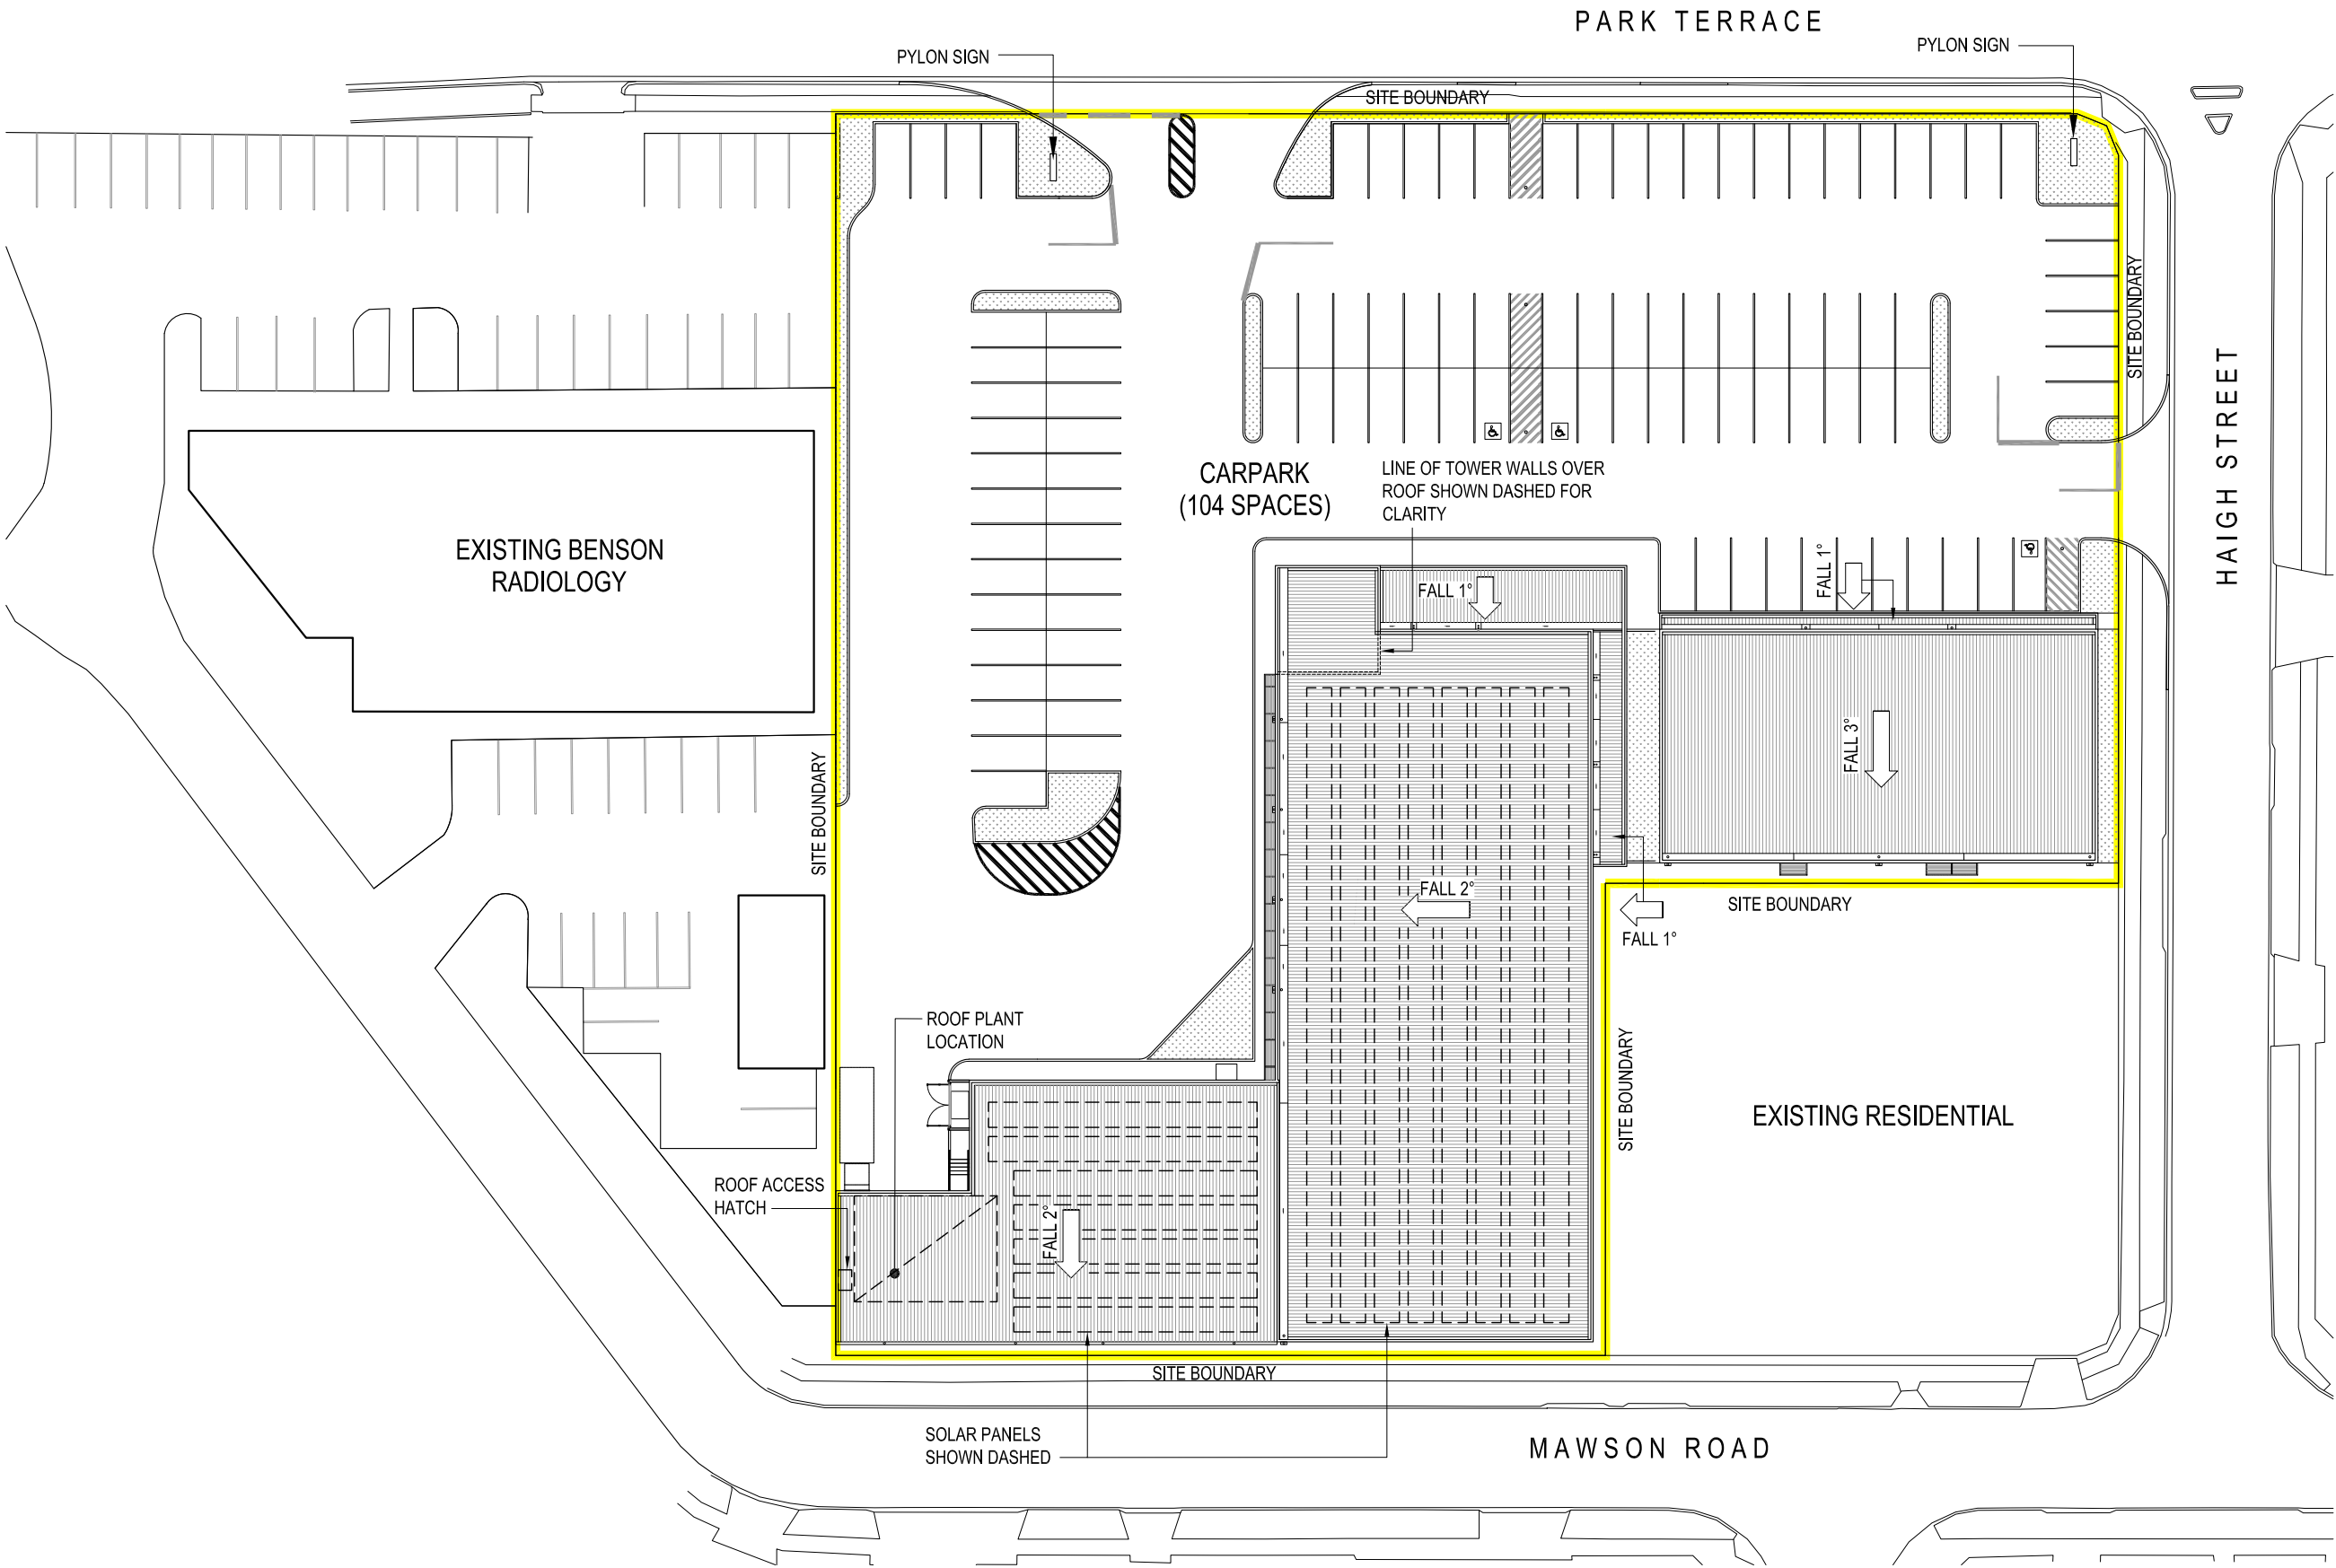 PARK TERRACE
PYLON SIGN
PYLON SIGN
SITE BOUNDARY
SITE BOUNDARY
HAIGH STREET
CARPARK
(104 SPACES)
LINE OF TOWER WALLS OVER
ROOF SHOWN DASHED FOR
CLARITY
EXISTING BENSON
RADIOLOGY
FALL 1°
FALL 1°
FALL 3°
SITE BOUNDARY
FALL 2°
SITE BOUNDARY
FALL 1°
ROOF PLANT
LOCATION
SITE BOUNDARY
EXISTING RESIDENTIAL
ROOF ACCESS
HATCH
FALL 2°
SITE BOUNDARY
SOLAR PANELS
SHOWN DASHED
MAWSON ROAD